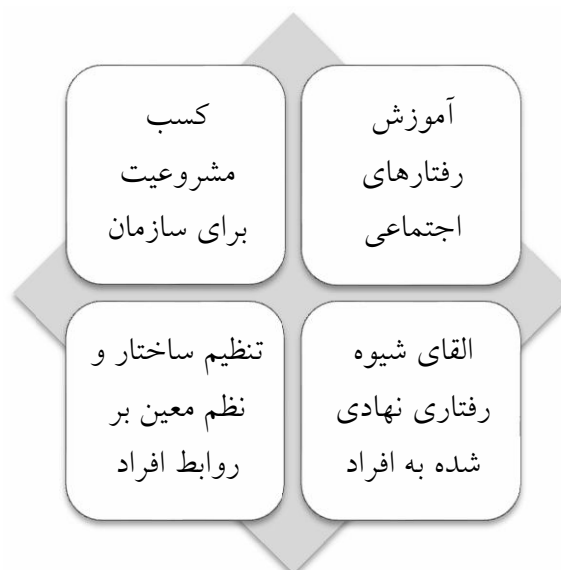 آموزش
رفتارهای
اجتماعی
کسب
مشروعیت
برای سازمان
القای شیوه
رفتاری نهادی
شده به افراد
تنظیم ساختار و
نظم معین بر
روابط افراد